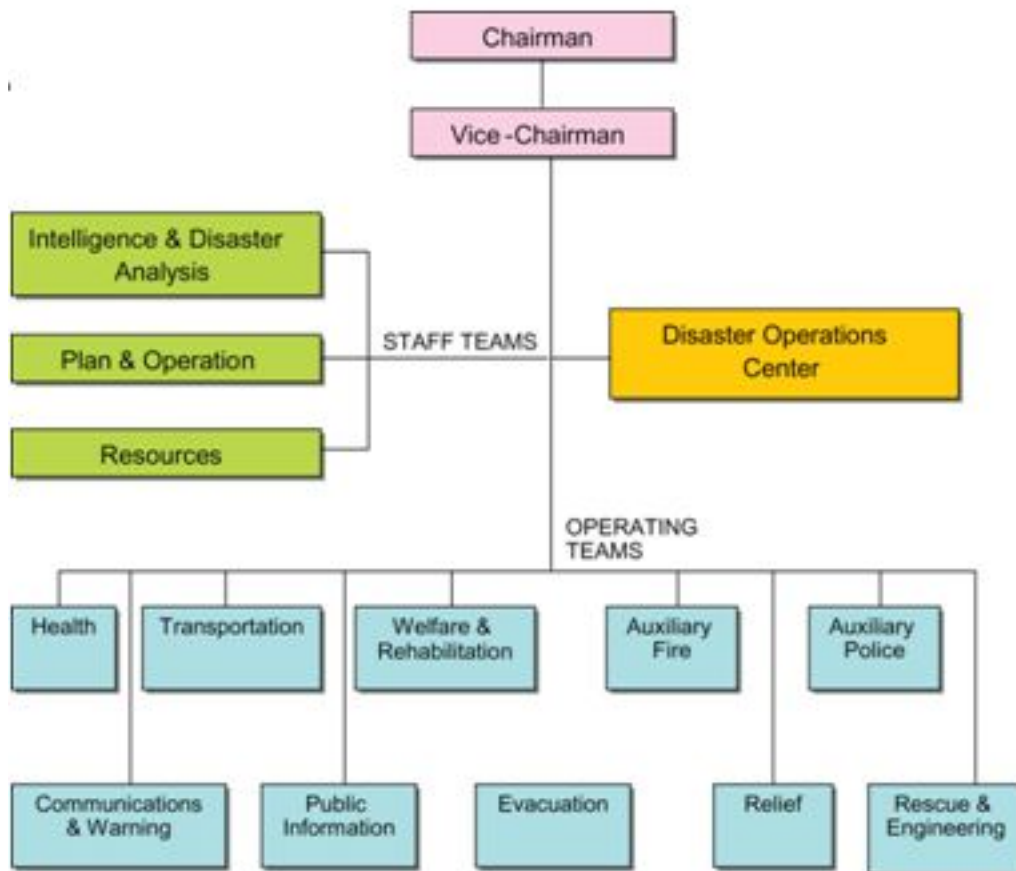 Chairman
Vice-Chairman
Intelligence & Disaster
Analysis
STAFF TEAMS
Plan & Operation
Disaster Operations
Center
Resources
OPERATING
TEAMS
Health
Transportation
Welfare &
Rehabilitation
Auxiliary
Fire
Auxiliary
Police
Communications
& Warning
Public
Information
Evacuation
Relief
Rescue &
Engineering